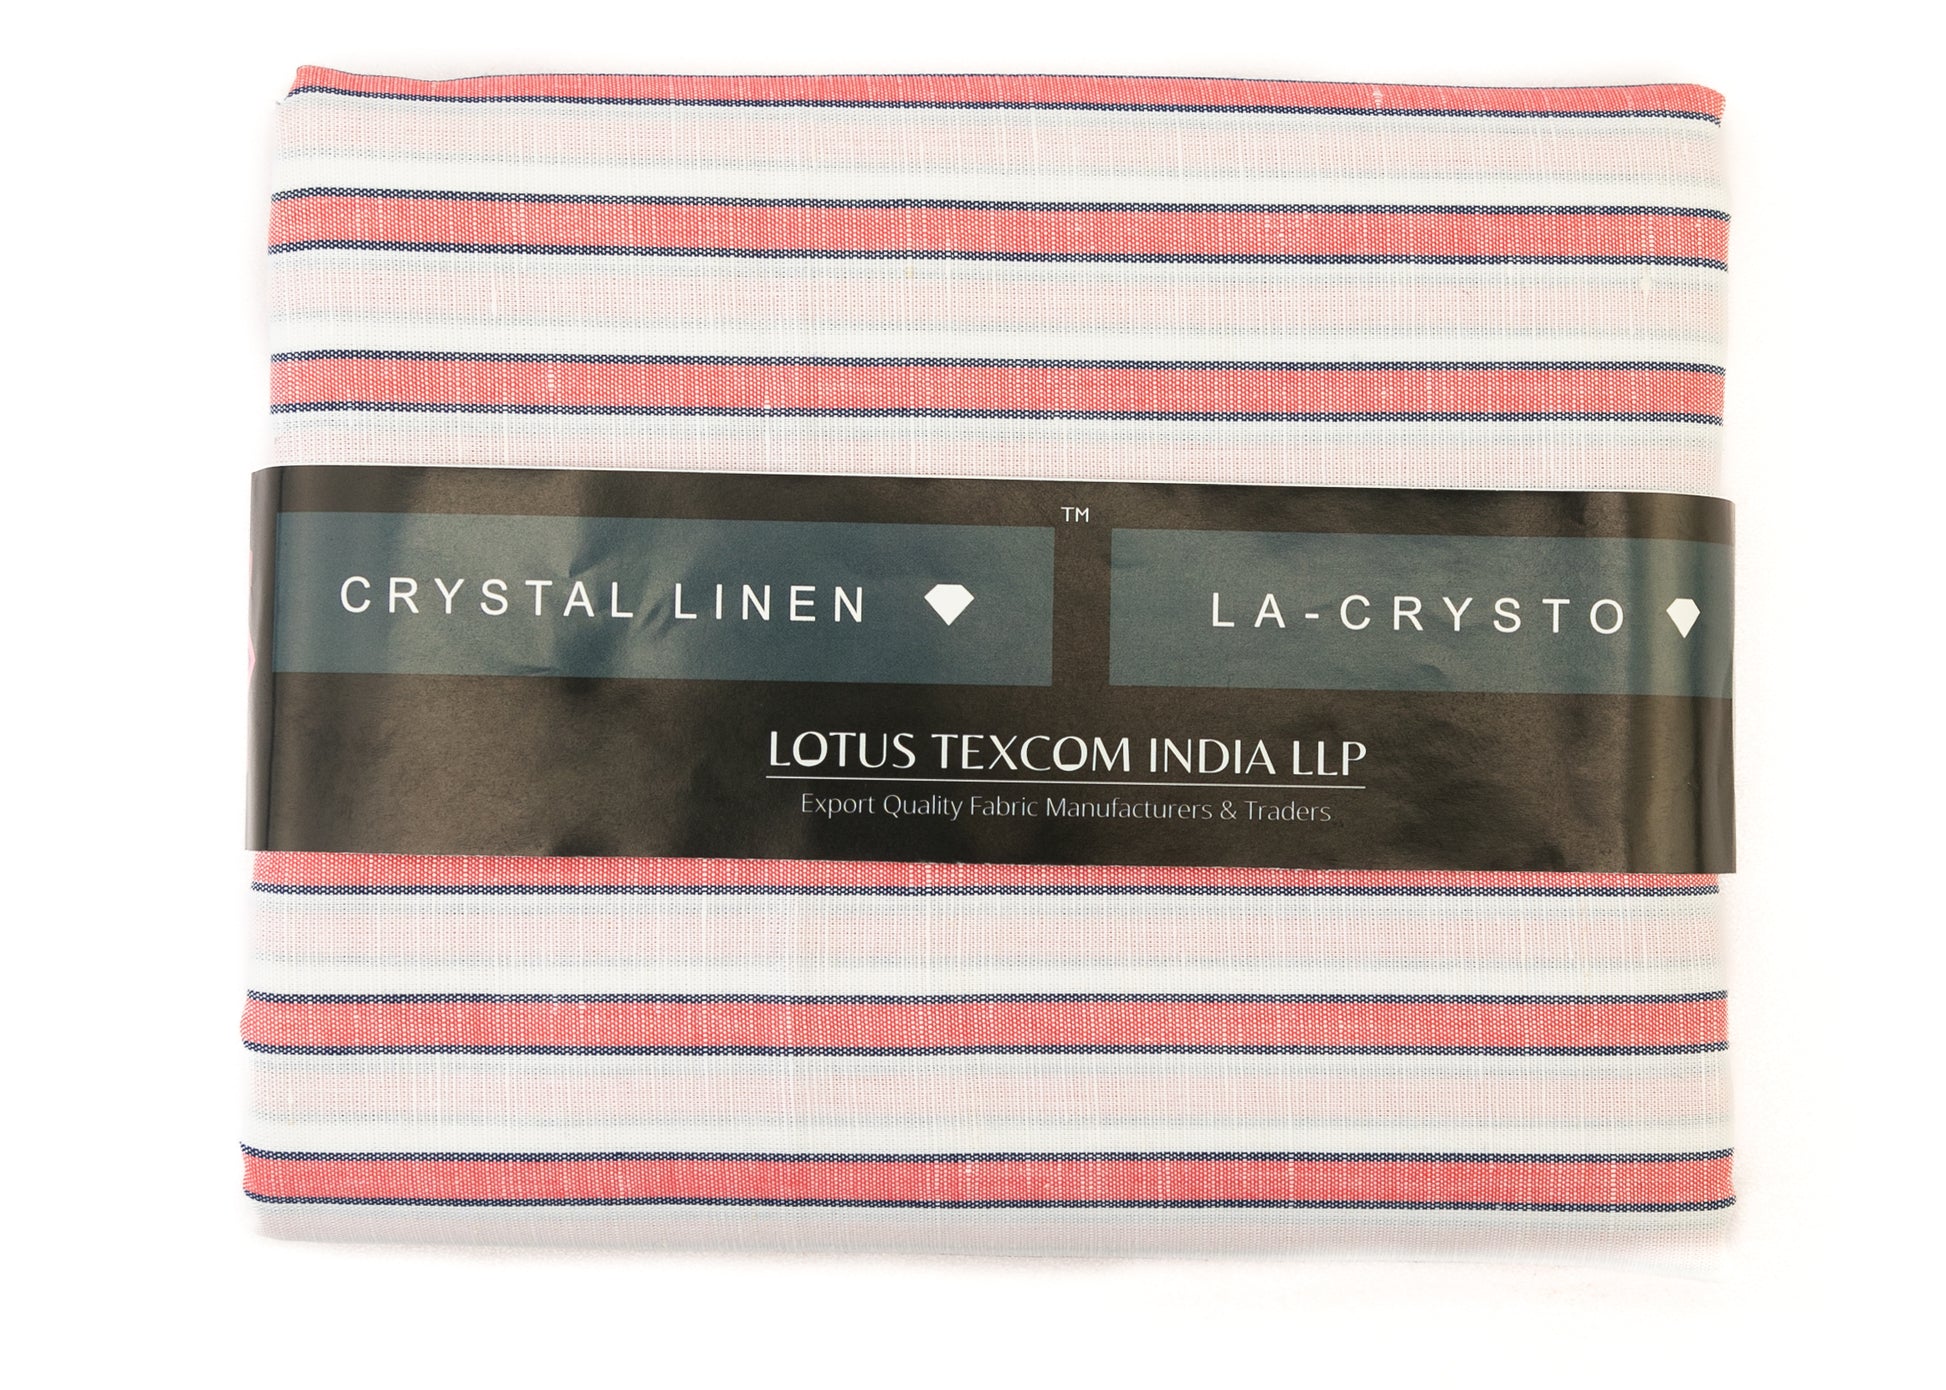 TM
CRYSTAL LINEN
LA-CRYSTO
LOTUS TEXCOM INDIA LLP
Export Quality Fabric Manufacturers & Traders